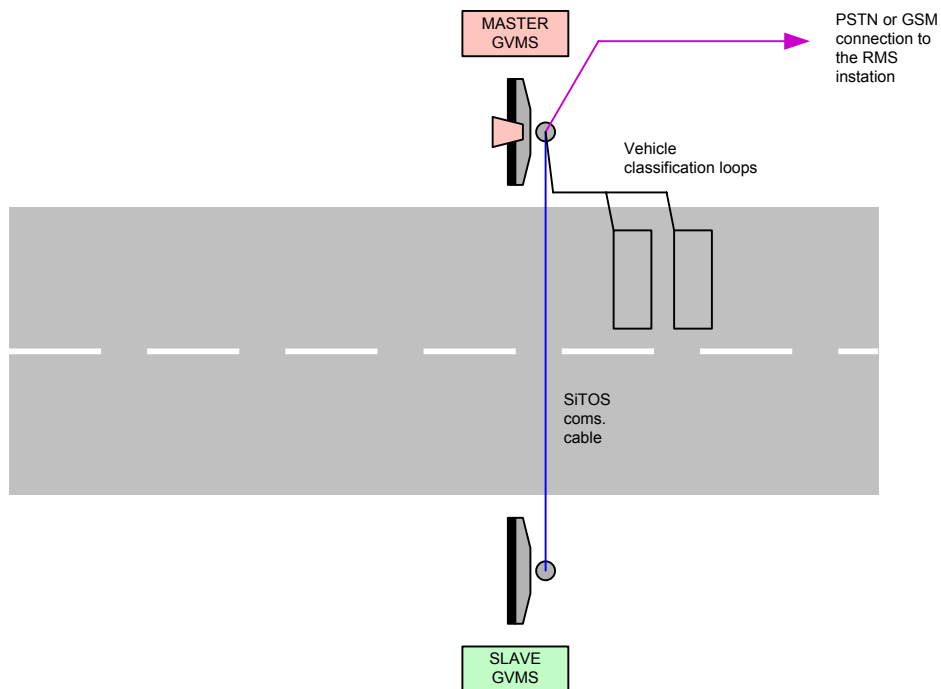 MASTER
GVMS
PSTN or GSM
connection to
the RMS
instation
Vehicle
classification loops
SiTOS
coms.
cable
SLAVE
GVMS